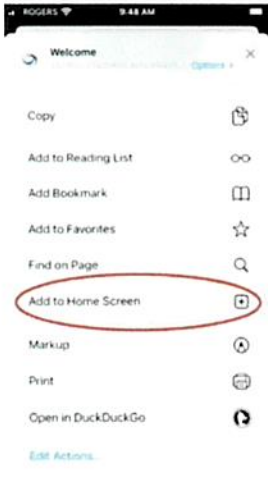 ROGERS 9:48 AM
Welcome
Options >
Copy
Add to Reading List
Add Bookmark
Add to Favorites
Find on Page
Add to Home Screen
Markup
Print
Open in DuckDuckGo
Edit Actions...